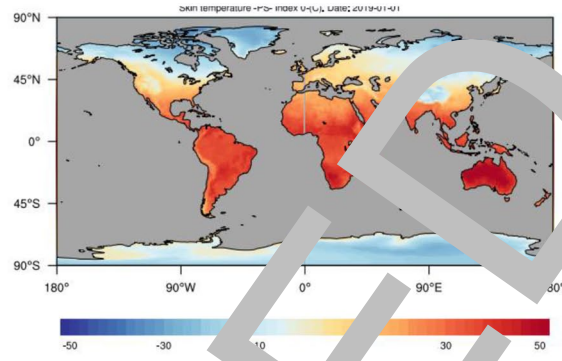 Skin temperature -PS- Index 0-(C), Date: 2019-01-01
90°N
45°N
0°
45°S
90°S
180° 90°W 0° 90°E
-50 -30 30 50